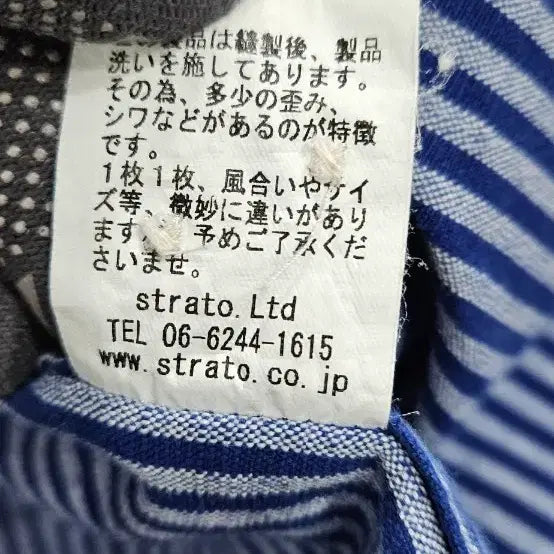 製品は縫製後、製品
洗いを施してあります。
その為、多少の歪み、
シワなどがあるのが特徴
です。
1枚1枚、風合いやサイ
ズ等、微妙に違いがあり
ます 予めご了承くだ
さいませ。
strato.Ltd
TEL 06-6244-1615
www.strato.co.jp